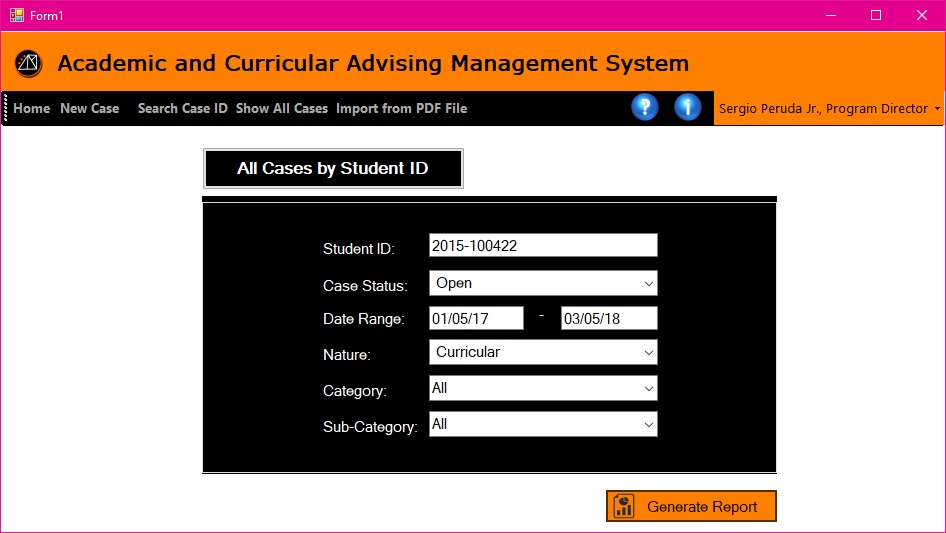 Form1
Academic and Curricular Advising Management System
Home New Case Search Case ID Show All Cases Import from PDF File ? i Sergio Peruda Jr., Program Director
All Cases by Student ID
Student ID: 2015-100422
Case Status: Open
Date Range: 01/05/17 - 03/05/18
Nature: Curricular
Category: All
Sub-Category: All
Generate Report